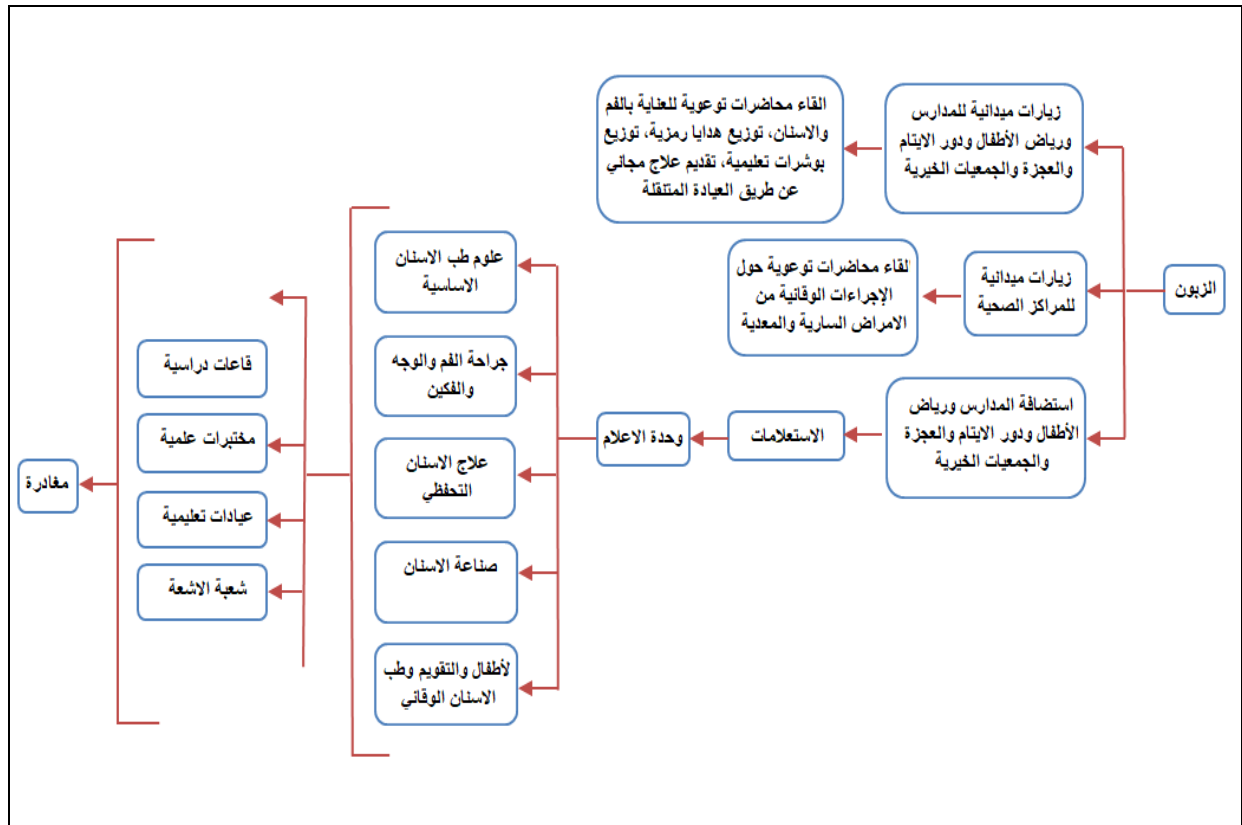 الزبون
زيارات ميدانية للمدارس
ورياض الأطفال ودور الايتام
والعجزة والجمعيات الخيرية
القاء محاضرات توعوية للعناية بالفم
والاسنان، توزيع هدايا رمزية، توزيع
بوشرات تعليمية، تقديم علاج مجاني
عن طريق العيادة المتنقلة
زيارات ميدانية
للمراكز الصحية
القاء محاضرات توعوية حول
الإجراءات الوقائية من
الامراض السارية والمعدية
استضافة المدارس ورياض
الأطفال ودور الايتام والعجزة
والجمعيات الخيرية
الاستعلامات
وحدة الاعلام
علوم طب الاسنان
الاساسية
جراحة الفم والوجه
والفكين
علاج الاسنان
التحفظي
صناعة الاسنان
لأطفال والتقويم وطب
الاسنان الوقائي
قاعات دراسية
مختبرات علمية
عيادات تعليمية
شعبة الاشعة
مغادرة